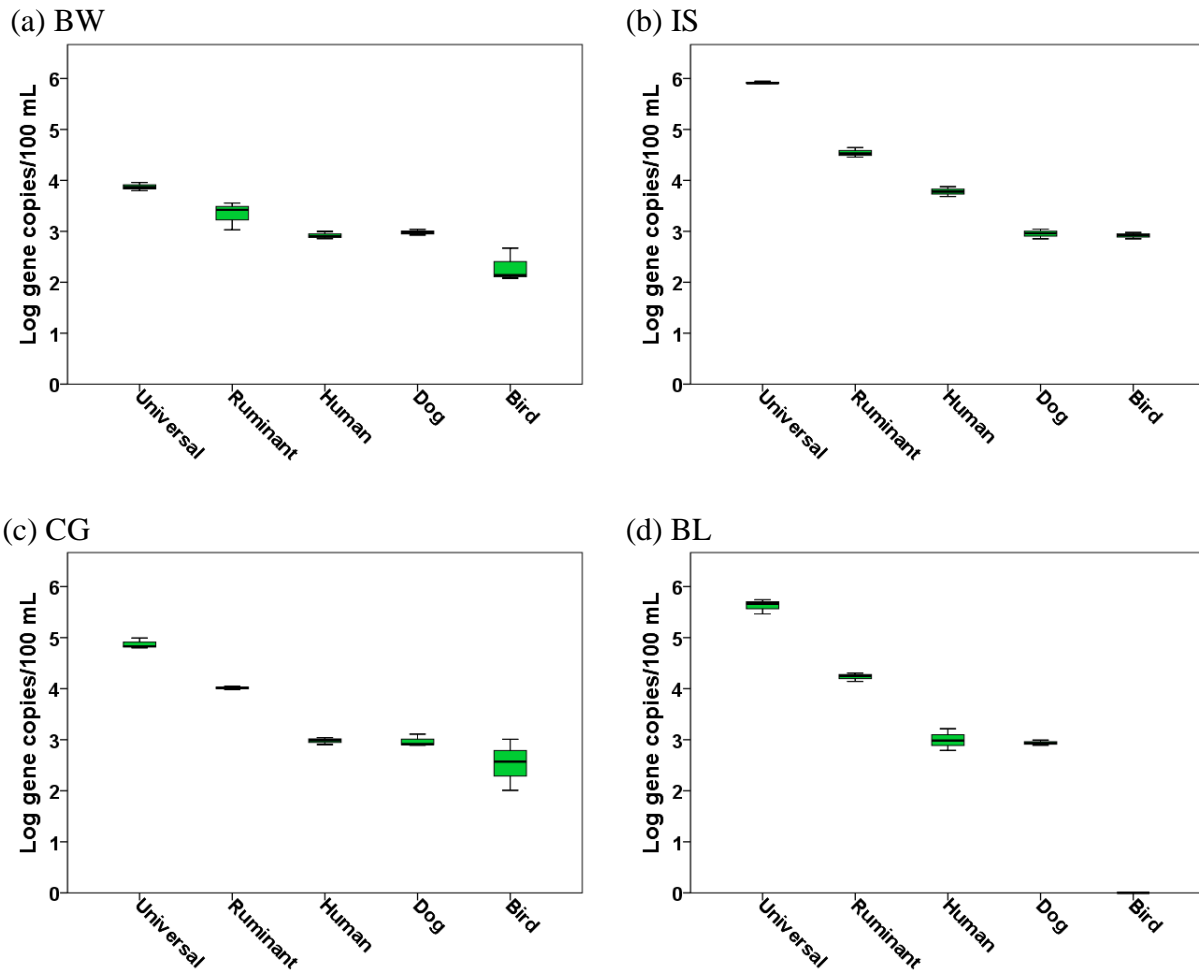 (a) BW
Log gene copies/100 mL
6
5
4
3
2
1
0
Universal
Ruminant
Human
Dog
Bird
(b) IS
Log gene copies/100 mL
6
5
4
3
2
1
0
Universal
Ruminant
Human
Dog
Bird
(c) CG
Log gene copies/100 mL
6
5
4
3
2
1
0
Universal
Ruminant
Human
Dog
Bird
(d) BL
Log gene copies/100 mL
6
5
4
3
2
1
0
Universal
Ruminant
Human
Dog
Bird